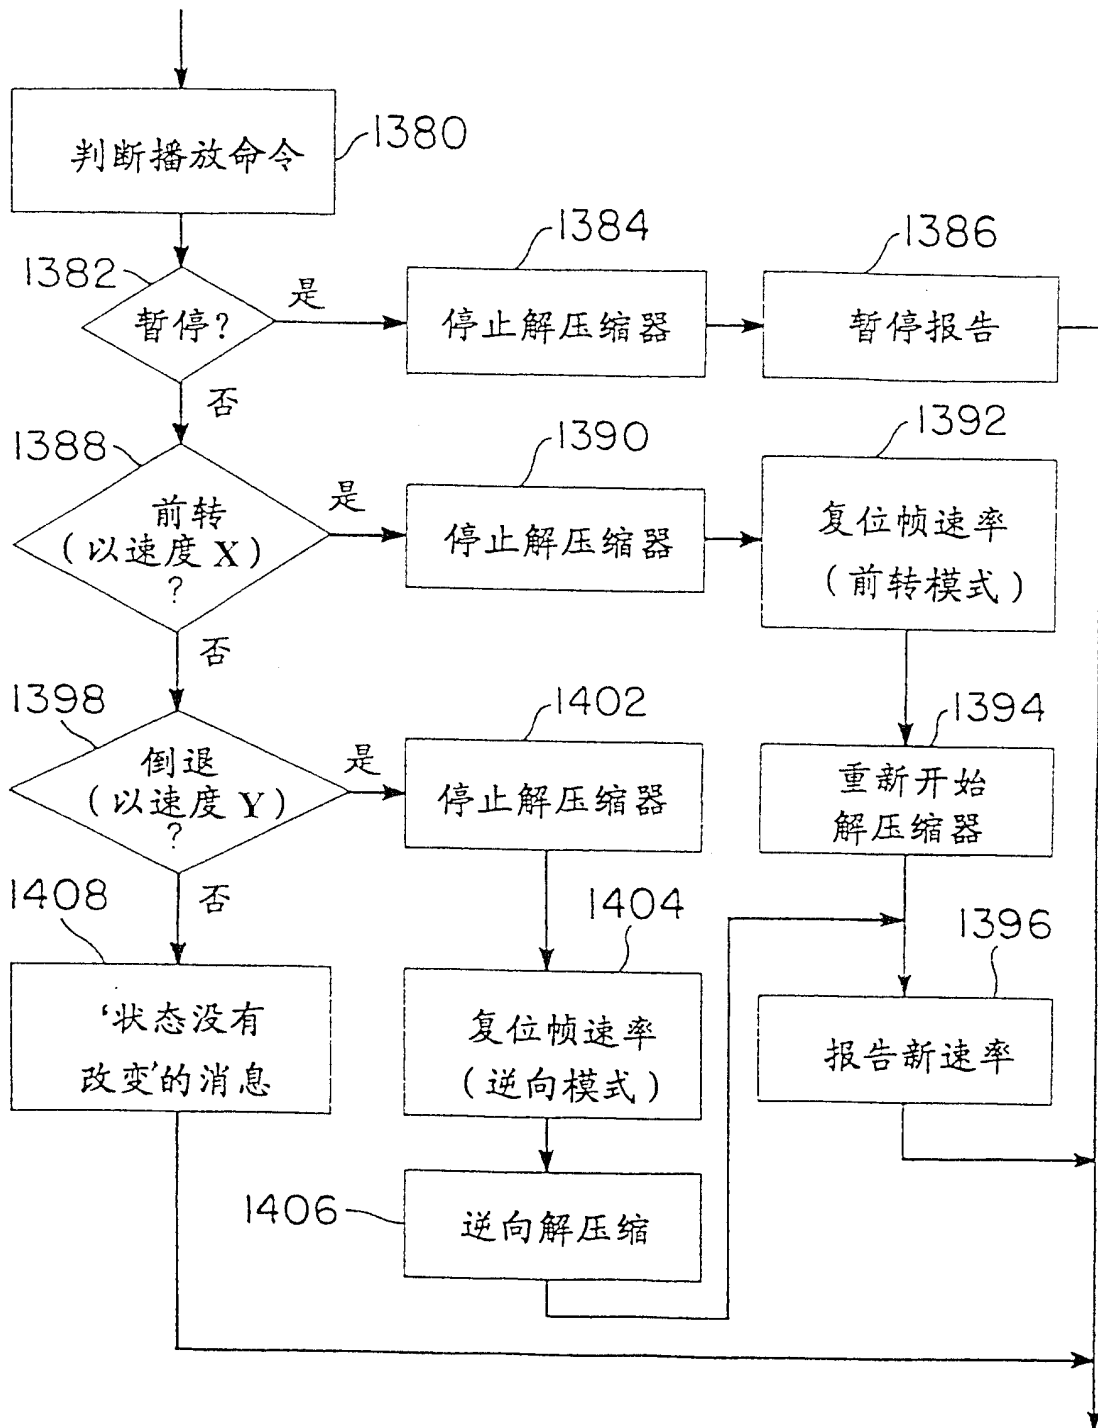 判断播放命令
1380
1382
暂停?
是
1384
停止解压缩器
1386
暂停报告
否
1388
前转
(以速度 X)
?
是
1390
停止解压缩器
1392
复位帧速率
(前转模式)
否
1398
倒退
(以速度 Y)
?
是
1402
停止解压缩器
1394
重新开始
解压缩器
否
1408
‘状态没有
改变’的消息
1404
复位帧速率
(逆向模式)
1396
报告新速率
1406
逆向解压缩